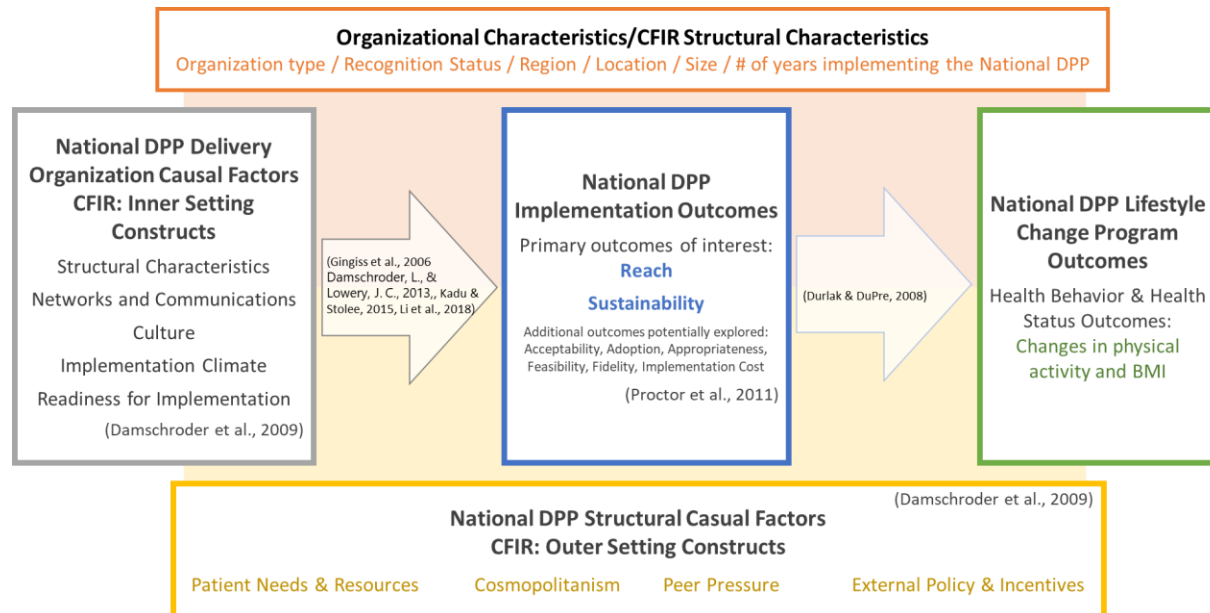 Organizational Characteristics/CFIR Structural Characteristics
Organization type / Recognition Status / Region / Location / Size / # of years implementing the National DPP
National DPP Delivery
Organization Causal Factors
CFIR: Inner Setting
Constructs
Structural Characteristics
Networks and Communications
Culture
Implementation Climate
Readiness for Implementation
(Damschroder et al., 2009)
(Gingiss et al., 2006
Damschroder, L., &
Lowery, J. C., 2013,, Kadu &
Stolee, 2015, Li et al., 2018)
National DPP
Implementation Outcomes
Primary outcomes of interest:
Reach
Sustainability
Additional outcomes potentially explored:
Acceptability, Adoption, Appropriateness,
Feasibility, Fidelity, Implementation Cost
(Proctor et al., 2011)
(Durlak & DuPre, 2008)
National DPP Lifestyle
Change Program
Outcomes
Health Behavior & Health
Status Outcomes:
Changes in physical
activity and BMI
(Damschroder et al., 2009)
National DPP Structural Casual Factors
CFIR: Outer Setting Constructs
Patient Needs & Resources Cosmopolitanism Peer Pressure External Policy & Incentives